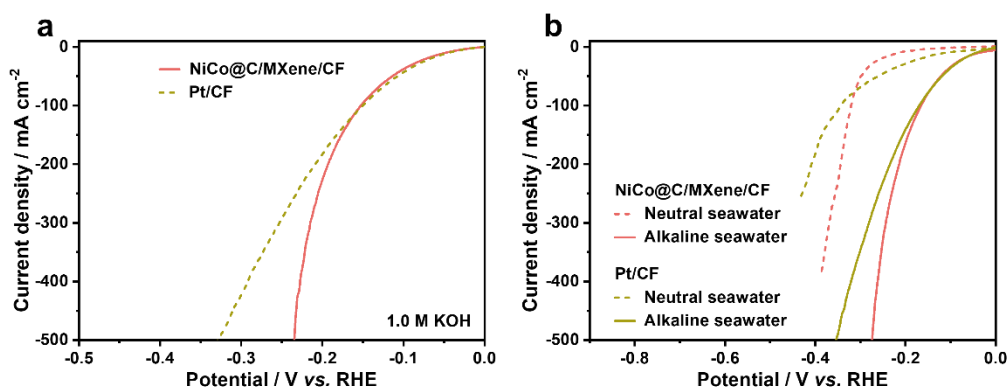 a
NiCo@C/MXene/CF
Pt/CF
1.0 M KOH
0
-100
-200
-300
-400
-500
-0.5
-0.4
-0.3
-0.2
-0.1
0.0
Current density / mA cm⁻²
Potential / V vs. RHE
b
NiCo@C/MXene/CF
Neutral seawater
Alkaline seawater
Pt/CF
Neutral seawater
Alkaline seawater
0
-100
-200
-300
-400
-500
-0.8
-0.6
-0.4
-0.2
0.0
Current density / mA cm⁻²
Potential / V vs. RHE